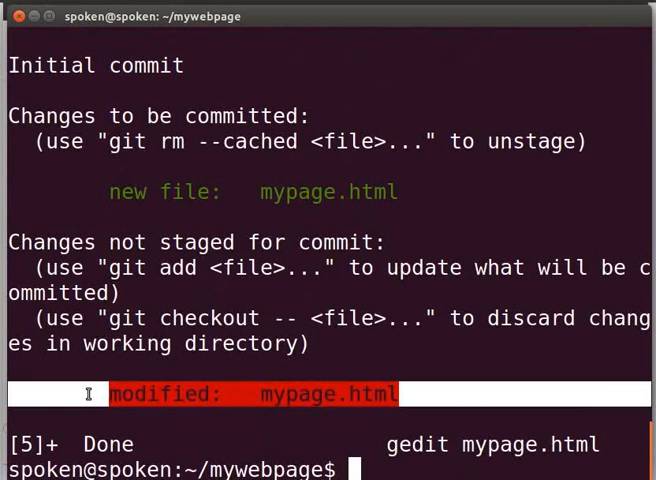 spoken@spoken: ~/mywebpage
Initial commit
Changes to be committed:
(use "git rm --cached <file>..." to unstage)
new file: mypage.html
Changes not staged for commit:
(use "git add <file>..." to update what will be c
ommitted)
(use "git checkout -- <file>..." to discard chang
es in working directory)
modified: mypage.html
[5]+ Done gedit mypage.html
spoken@spoken:~/mywebpage$